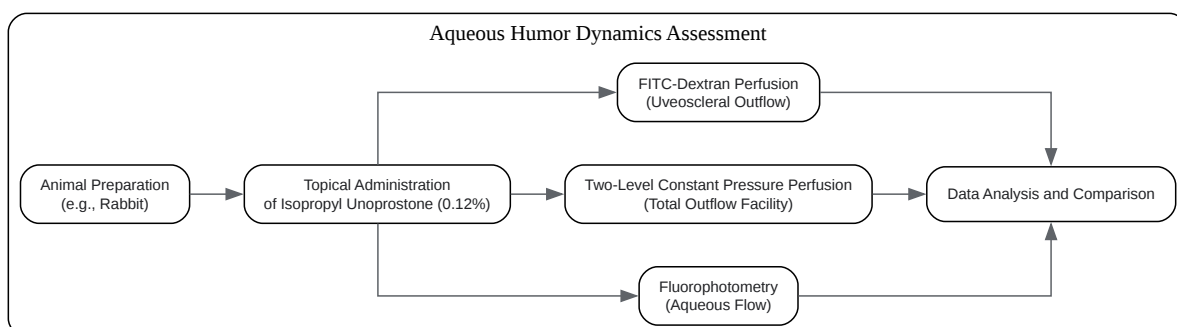 Aqueous Humor Dynamics Assessment
FITC-Dextran Perfusion
(Uveoscleral Outflow)
Animal Preparation
(e.g., Rabbit)
Topical Administration
of Isopropyl Unoprostone (0.12%)
Two-Level Constant Pressure Perfusion
(Total Outflow Facility)
Data Analysis and Comparison
Fluorophotometry
(Aqueous Flow)